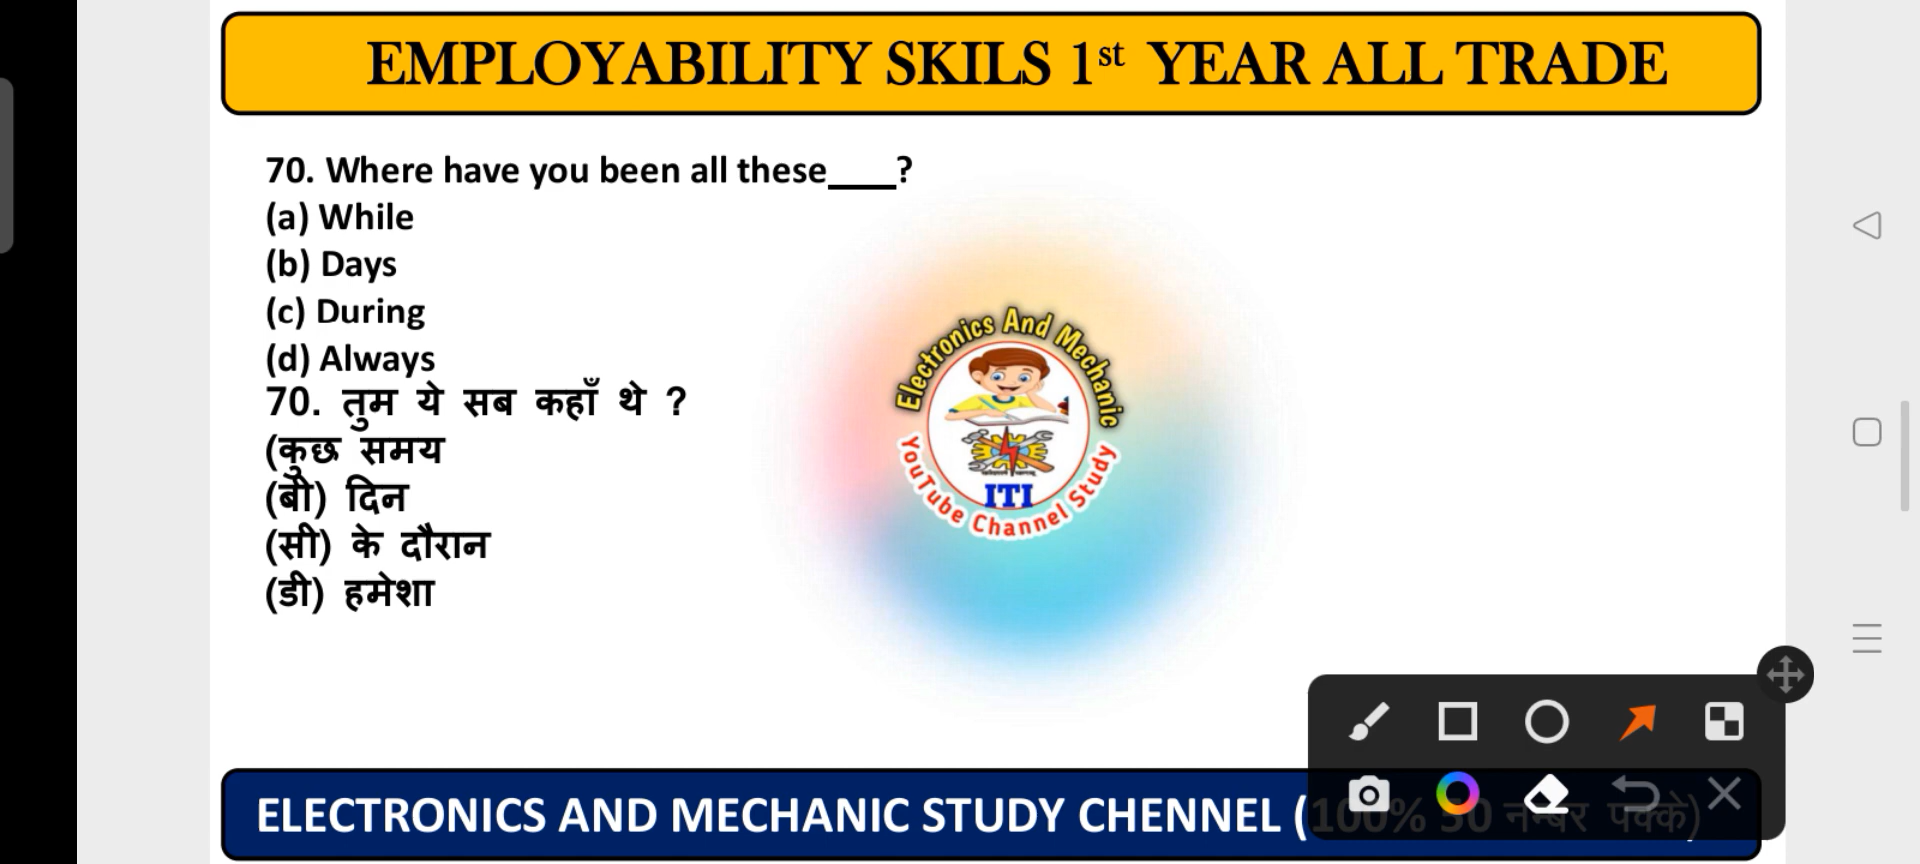 EMPLOYABILITY SKILS 1st YEAR ALL TRADE
70. Where have you been all these____?
(a) While
(b) Days
(c) During
(d) Always
70. तुम ये सब कहाँ थे ?
(कुछ समय
(बी) दिन
(सी) के दौरान
(डी) हमेशा
Electronics And Mechanic
ITI
YouTube Channel Study
ELECTRONICS AND MECHANIC STUDY CHENNEL (100% 50 नम्बर पक्के)